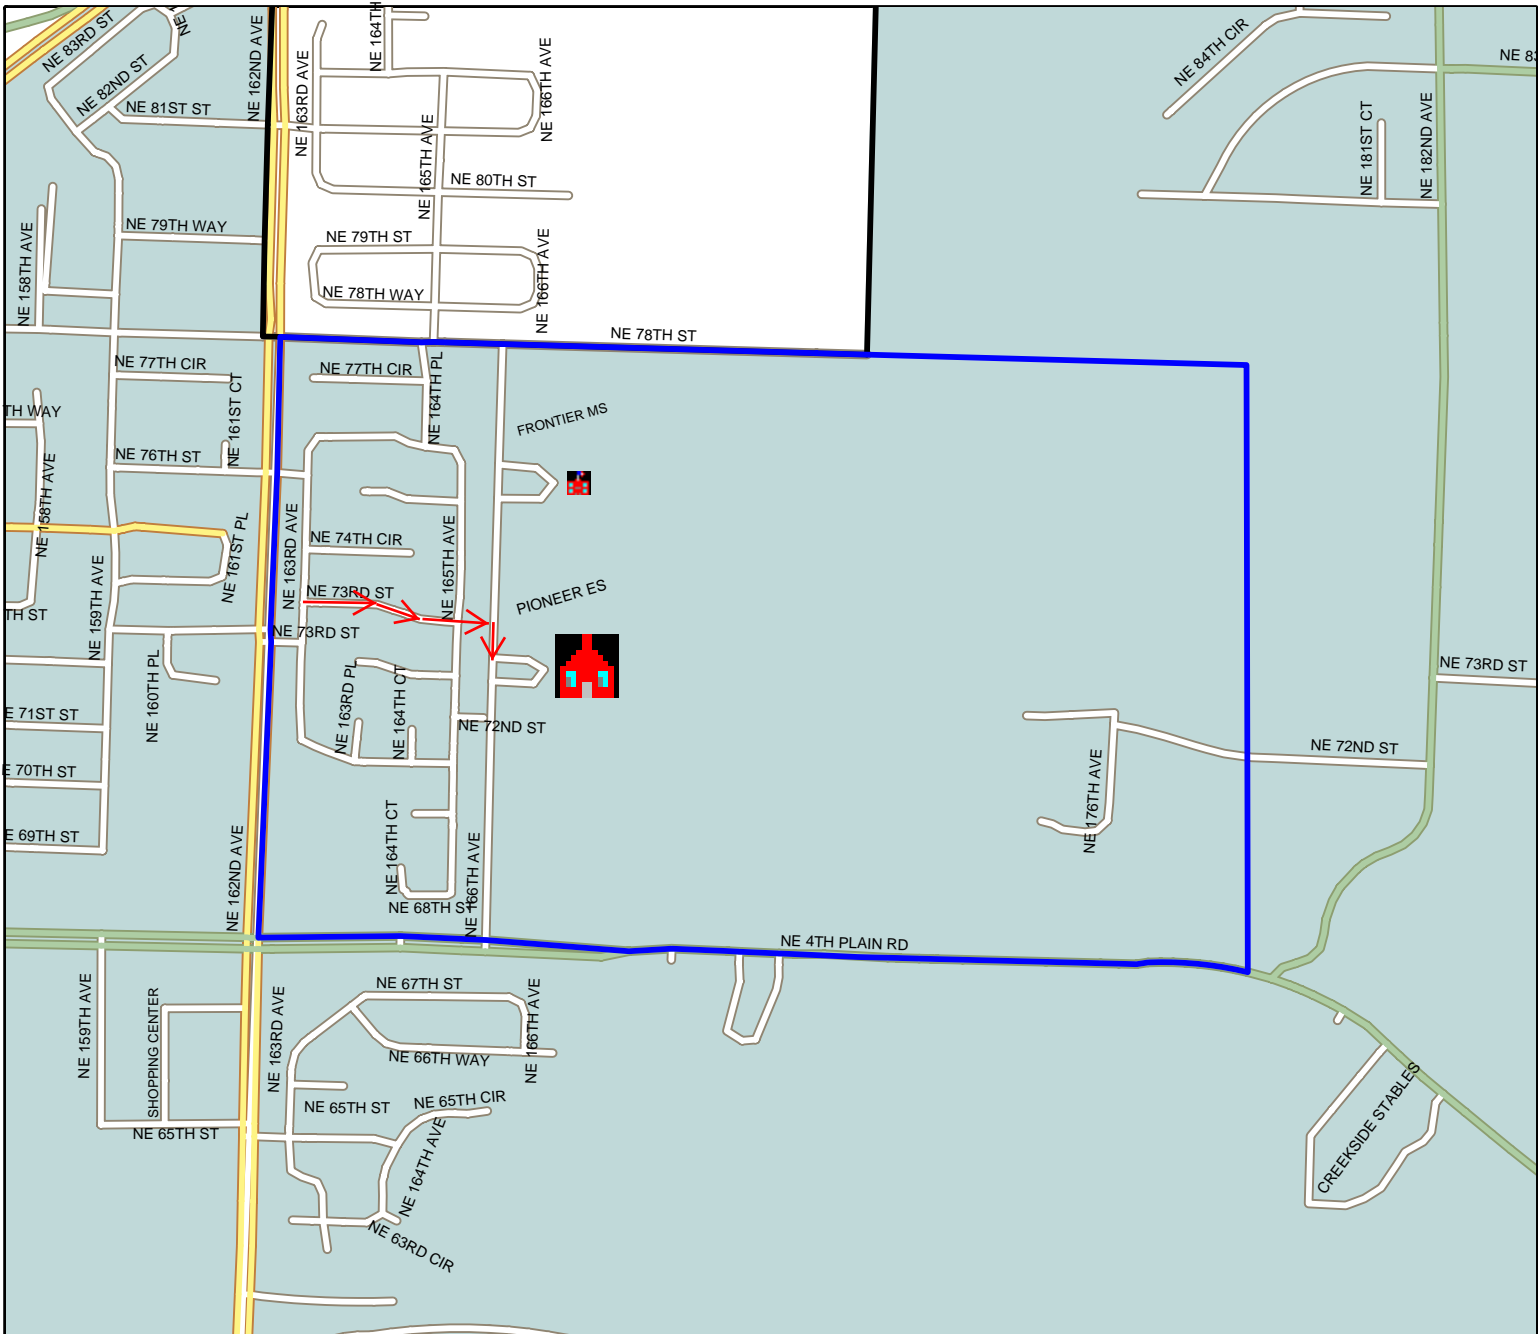 NE 83RD ST
NE 1
NE 162ND AVE
NE 164TH
NE 84TH CIR
NE 83
NE 82ND ST
NE 81ST ST
NE 163RD AVE
NE 166TH AVE
NE 165TH AVE
NE 181ST CT
NE 182ND AVE
NE 80TH ST
NE 79TH WAY
NE 79TH ST
NE 158TH AVE
NE 78TH WAY
NE 166TH AVE
NE 78TH ST
NE 77TH CIR
NE 77TH CIR
NE 164TH PL
NE 161ST CT
TH WAY
FRONTIER MS
NE 76TH ST
NE 158TH AVE
NE 161ST PL
NE 163RD AVE
NE 74TH CIR
NE 165TH AVE
NE 159TH AVE
NE 73RD ST
PIONEER ES
TH ST
NE 73RD ST
NE 160TH PL
NE 163RD PL
NE 164TH CT
NE 73RD ST
E 71ST ST
NE 72ND ST
NE 72ND ST
E 70TH ST
NE 176TH AVE
E 69TH ST
NE 162ND AVE
NE 164TH CT
NE 166TH AVE
NE 68TH ST
NE 4TH PLAIN RD
NE 159TH AVE
SHOPPING CENTER
NE 163RD AVE
NE 67TH ST
NE 166TH AVE
NE 66TH WAY
NE 65TH ST
NE 65TH CIR
NE 65TH ST
NE 164TH AVE
CREEKSIDE STABLES
NE 63RD CIR